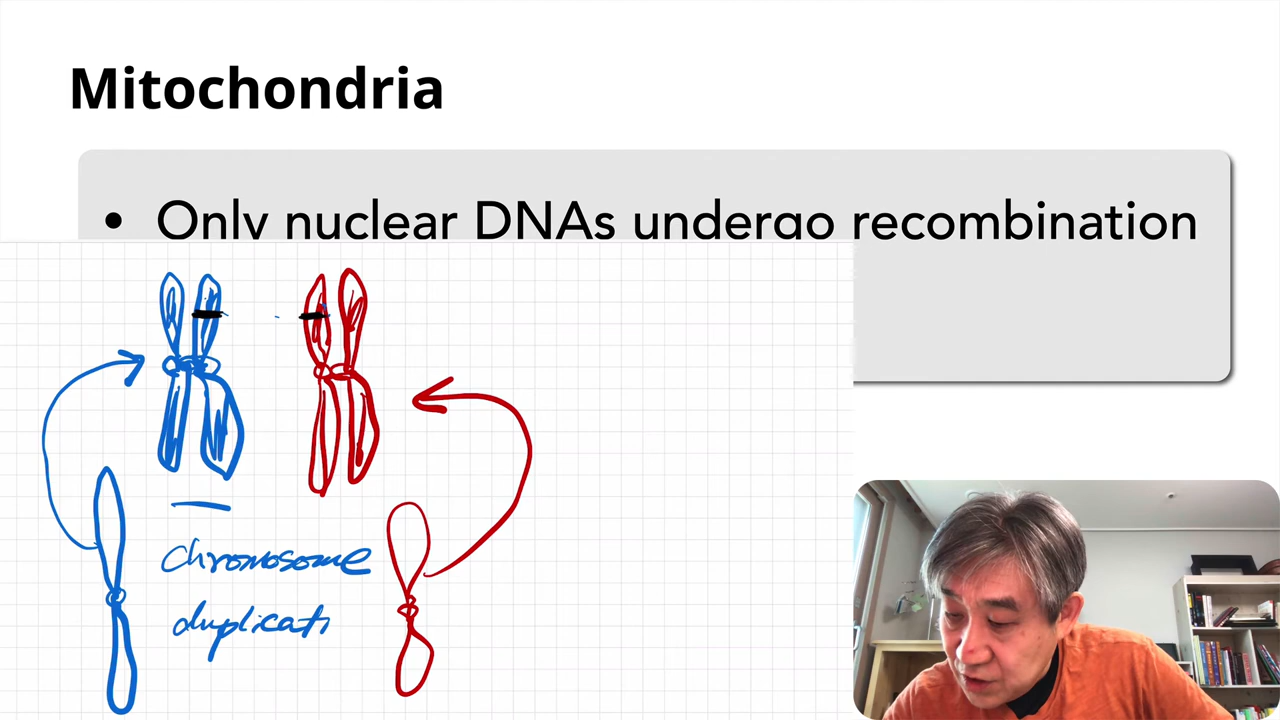 Mitochondria
• Only nuclear DNAs undergo recombination
chromosome
duplicati